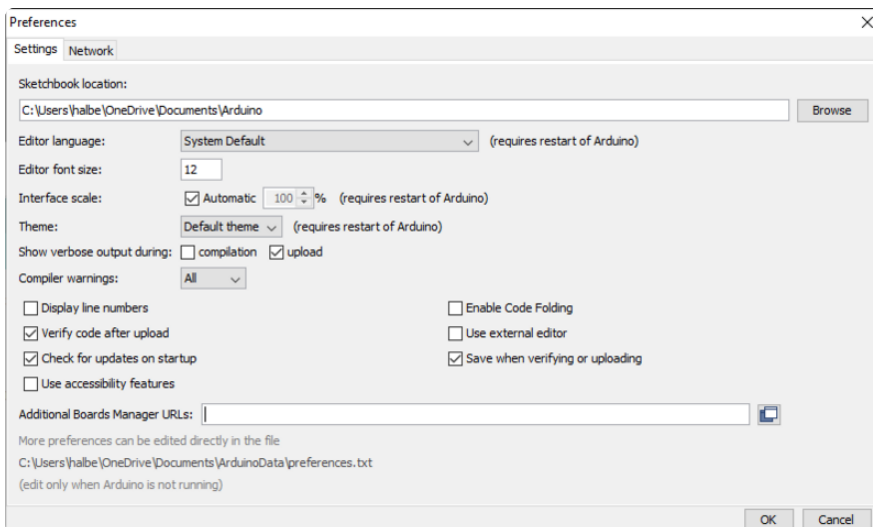 Preferences
Settings Network
Sketchbook location:
C:\Users\halbe\OneDrive\Documents\Arduino Browse
Editor language: System Default (requires restart of Arduino)
Editor font size: 12
Interface scale: Automatic 100 % (requires restart of Arduino)
Theme: Default theme (requires restart of Arduino)
Show verbose output during: compilation upload
Compiler warnings: All
Display line numbers Enable Code Folding
Verify code after upload Use external editor
Check for updates on startup Save when verifying or uploading
Use accessibility features
Additional Boards Manager URLs:
More preferences can be edited directly in the file
C:\Users\halbe\OneDrive\Documents\ArduinoData\preferences.txt
(edit only when Arduino is not running)
OK Cancel